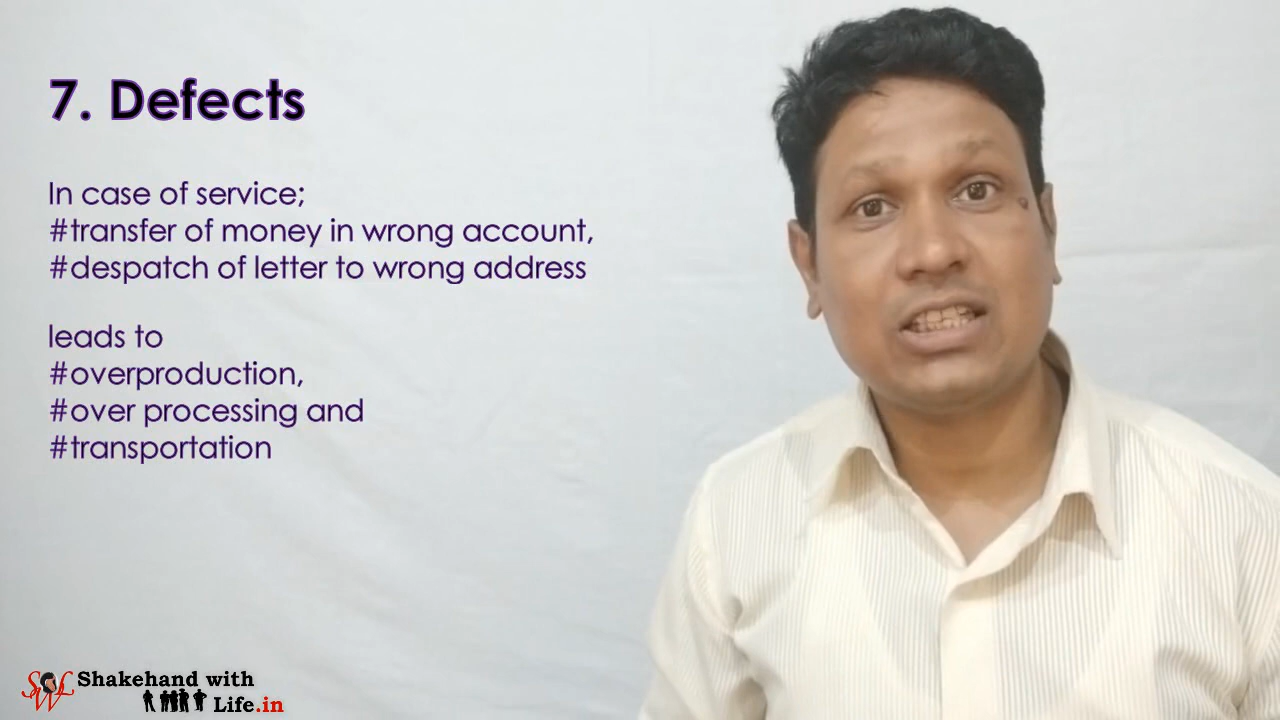 7. Defects
In case of service;
#transfer of money in wrong account,
#despatch of letter to wrong address
leads to
#overproduction,
#over processing and
#transportation
SWL Shakehand with
Life.in